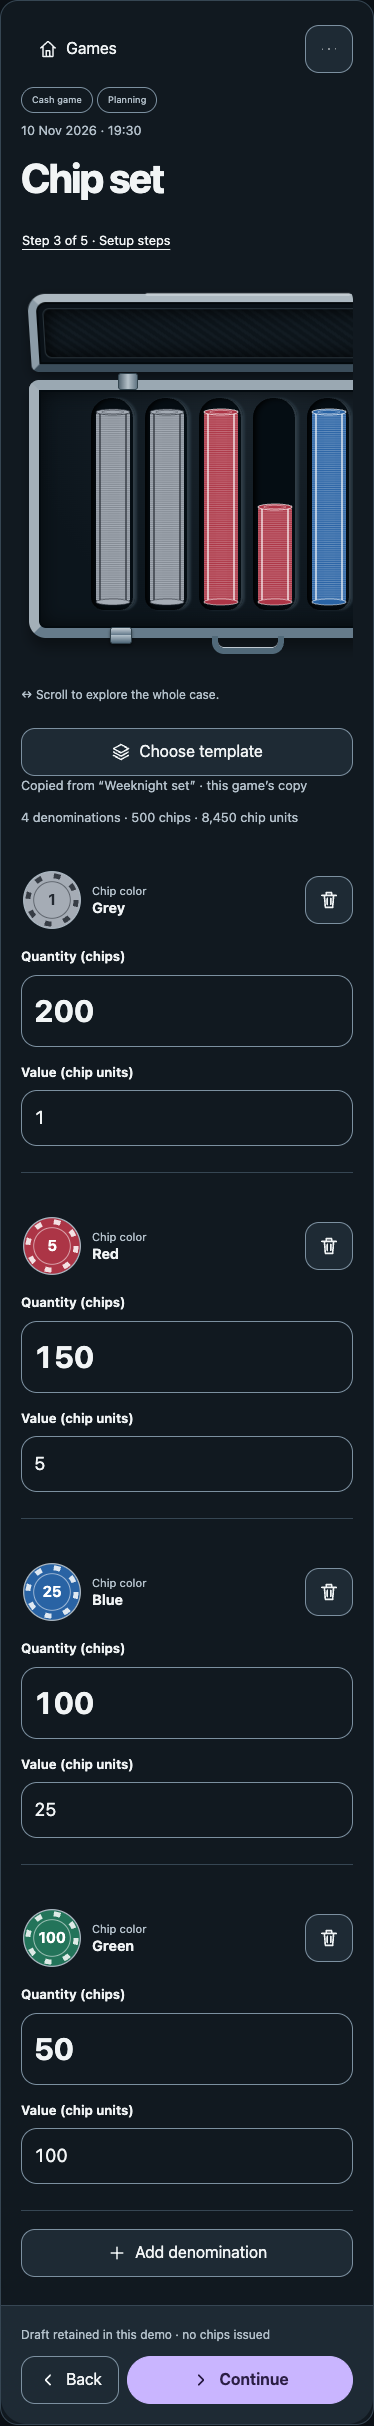 Games
Cash game
Planning
10 Nov 2026 · 19:30
Chip set
Step 3 of 5 · Setup steps
↔ Scroll to explore the whole case.
Choose template
Copied from “Weeknight set” · this game’s copy
4 denominations · 500 chips · 8,450 chip units
1
Chip color
Grey
Quantity (chips)
200
Value (chip units)
1
5
Chip color
Red
Quantity (chips)
150
Value (chip units)
5
25
Chip color
Blue
Quantity (chips)
100
Value (chip units)
25
100
Chip color
Green
Quantity (chips)
50
Value (chip units)
100
Add denomination
Draft retained in this demo · no chips issued
Back
Continue